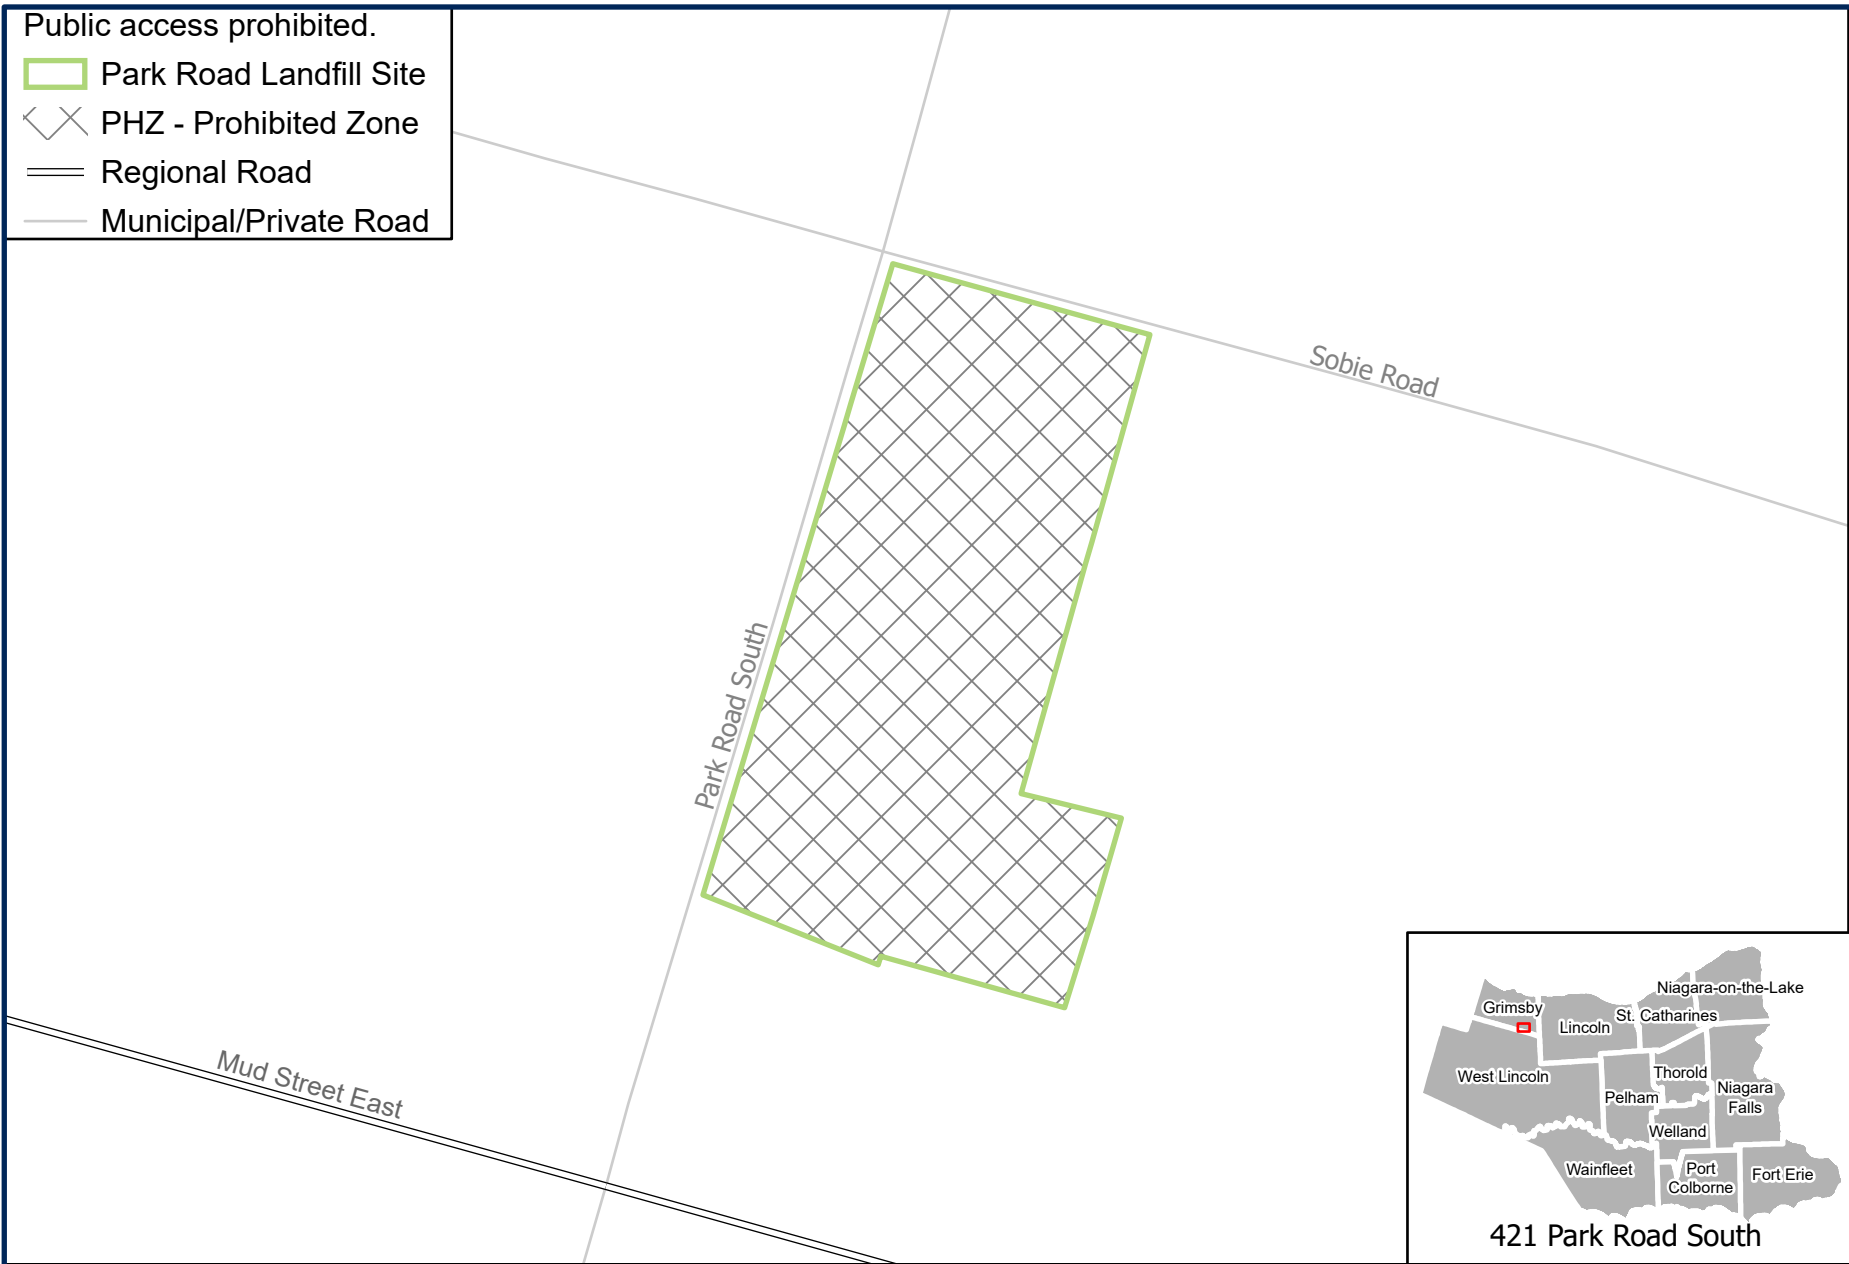 Public access prohibited.
Park Road Landfill Site
PHZ - Prohibited Zone
Regional Road
Municipal/Private Road
Sobie Road
Park Road South
Mud Street East
Niagara-on-the-Lake
Grimsby
St. Catharines
Lincoln
West Lincoln
Thorold
Pelham
Niagara
Falls
Welland
Wainfleet
Port
Colborne
Fort Erie
421 Park Road South